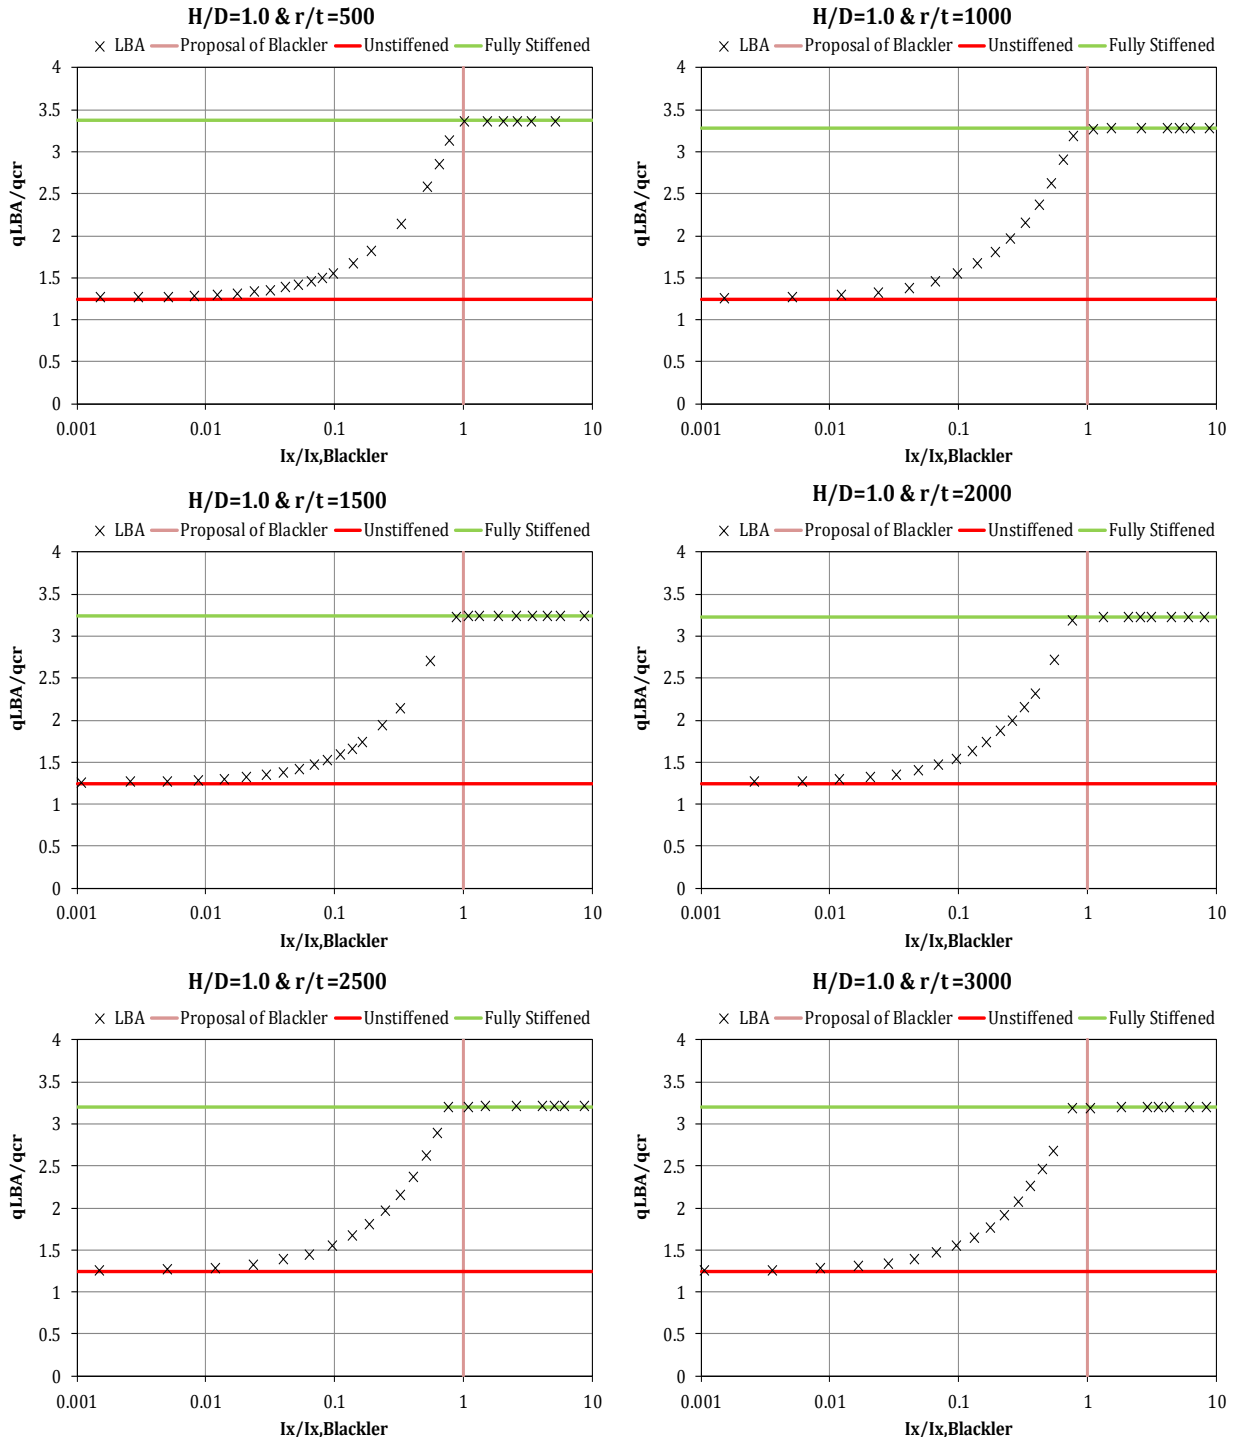 H/D=1.0 & r/t=500
LBA Proposal of Blackler Unstiffened Fully Stiffened
4
3.5
3
2.5
2
1.5
1
0.5
0
qLBA/qcr
0.001 0.01 0.1 1 10
Ix/Ix,Blackler
H/D=1.0 & r/t=1000
LBA Proposal of Blackler Unstiffened Fully Stiffened
4
3.5
3
2.5
2
1.5
1
0.5
0
qLBA/qcr
0.001 0.01 0.1 1 10
Ix/Ix,Blackler
H/D=1.0 & r/t=1500
LBA Proposal of Blackler Unstiffened Fully Stiffened
4
3.5
3
2.5
2
1.5
1
0.5
0
qLBA/qcr
0.001 0.01 0.1 1 10
Ix/Ix,Blackler
H/D=1.0 & r/t=2000
LBA Proposal of Blackler Unstiffened Fully Stiffened
4
3.5
3
2.5
2
1.5
1
0.5
0
qLBA/qcr
0.001 0.01 0.1 1 10
Ix/Ix,Blackler
H/D=1.0 & r/t=2500
LBA Proposal of Blackler Unstiffened Fully Stiffened
4
3.5
3
2.5
2
1.5
1
0.5
0
qLBA/qcr
0.001 0.01 0.1 1 10
Ix/Ix,Blackler
H/D=1.0 & r/t=3000
LBA Proposal of Blackler Unstiffened Fully Stiffened
4
3.5
3
2.5
2
1.5
1
0.5
0
qLBA/qcr
0.001 0.01 0.1 1 10
Ix/Ix,Blackler